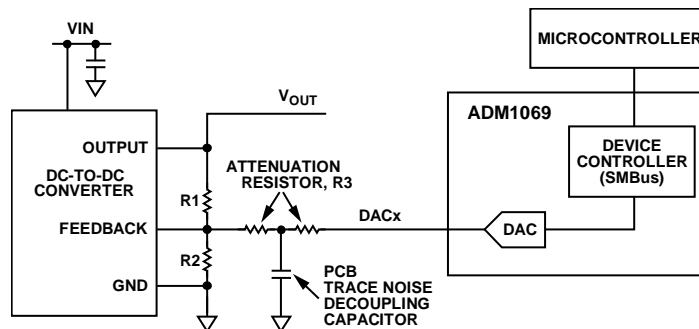 VIN
MICROCONTROLLER
VOUT
ADM1069
OUTPUT
DC-TO-DC
CONVERTER
ATTENUATION
RESISTOR, R3
DEVICE
CONTROLLER
(SMBus)
R1
FEEDBACK
DACx
DAC
R2
GND
PCB
TRACE NOISE
DECOUPLING
CAPACITOR